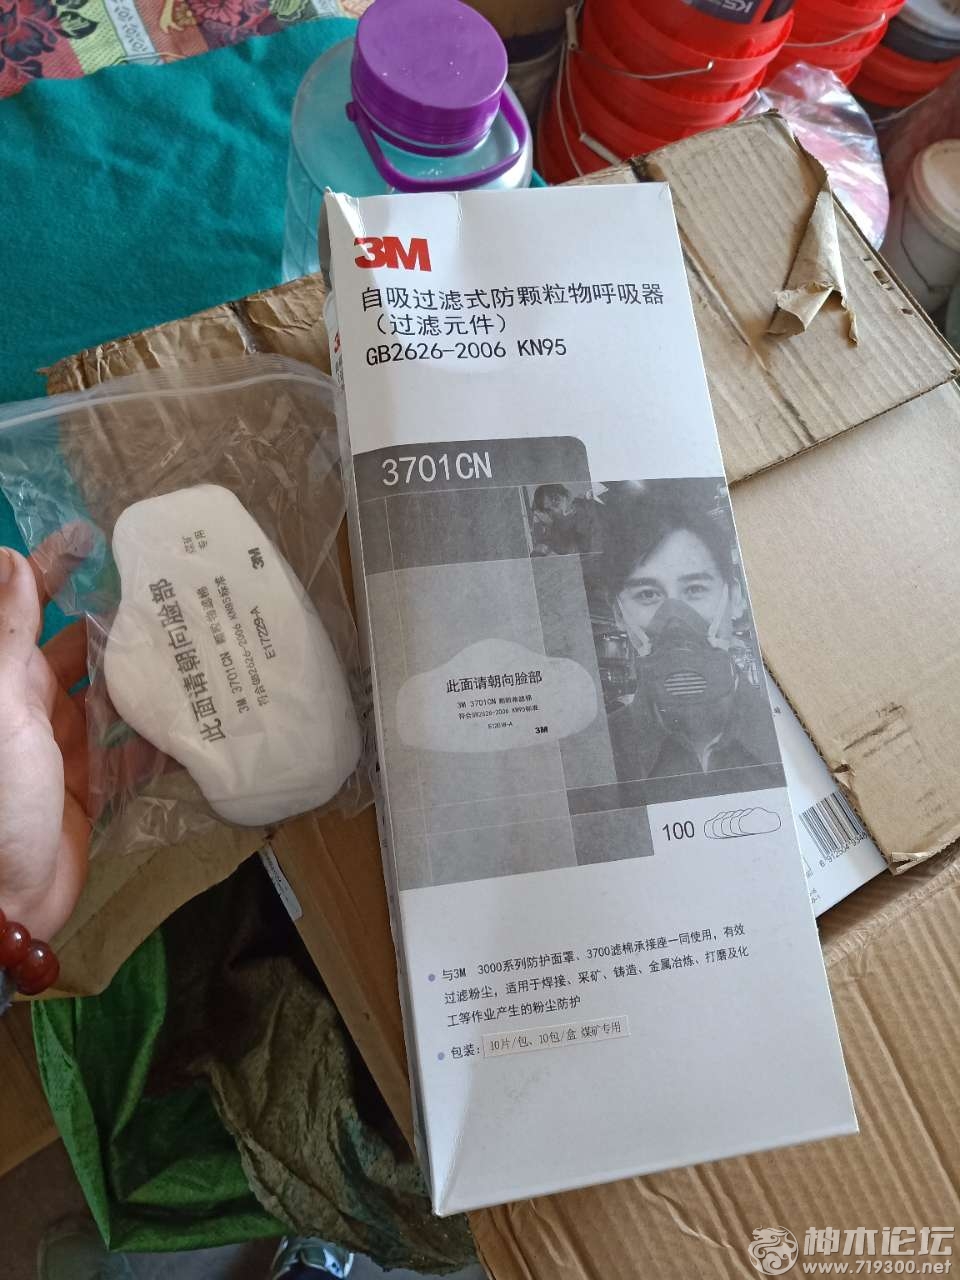 3M
自吸过滤式防颗粒物呼吸器
（过滤元件）
GB2626-2006 KN95
3701CN
此面请朝向脸部
3M 3701CN 颗粒物滤棉
符合GB2626-2006 KN95标准
3M
100
与3M 3000系列防护面罩、3700滤棉承接座一同使用，有效
过滤粉尘，适用于焊接、采矿、铸造、金属冶炼、打磨及化
工等作业产生的粉尘防护
包装：10片/包、10包/盒 煤矿专用
此面请朝向脸部
3M 3701CN 颗粒物滤棉
符合GB2626-2006 KN95标准
E17229-A
3M
煤矿
专用
KS
神木论坛
www.719300.net